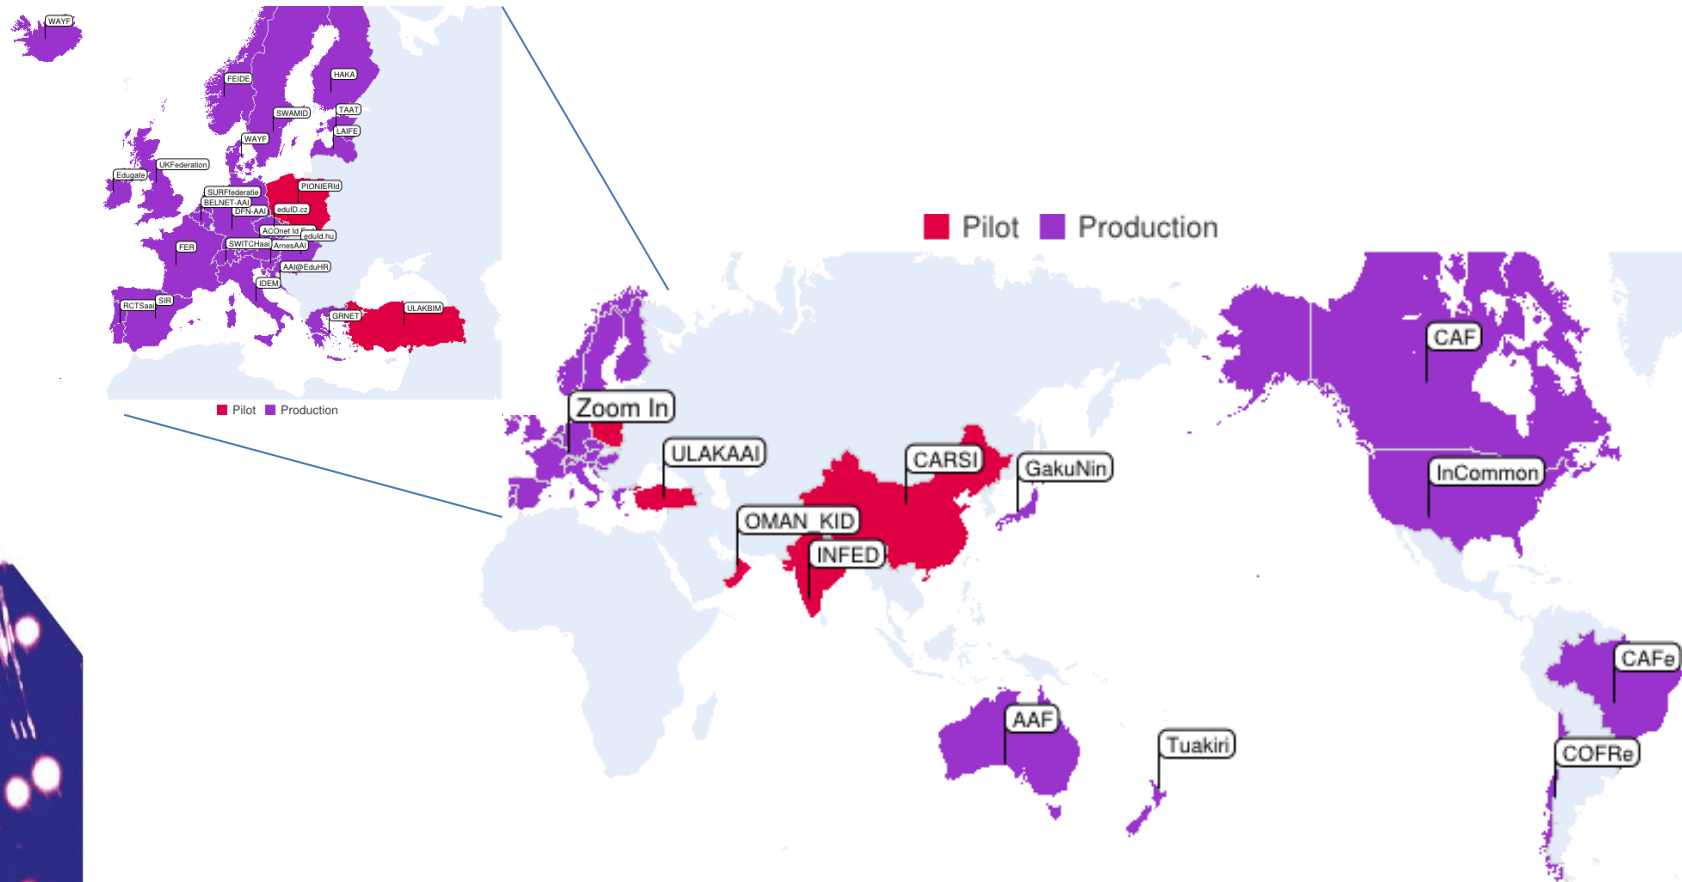 WAYF
FEIDE
HAKA
SWAMID
TAAT
LAIFE
WAYF
UKFederation
Edugate
PIONIERId
SURFfederatie
BELNET-AAI
DFN-AAI
eduID.cz
ACOnet Id
eduId.hu
SWITCHaai
ArnesAAI
FER
AAI@EduHR
IDEM
RCTSaai
SIR
GRNET
ULAKBIM
Pilot Production
Pilot Production
Zoom In
ULAKAAI
CARSI
GakuNin
OMAN_KID
INFED
CAF
InCommon
CAFe
AAF
Tuakiri
COFRe